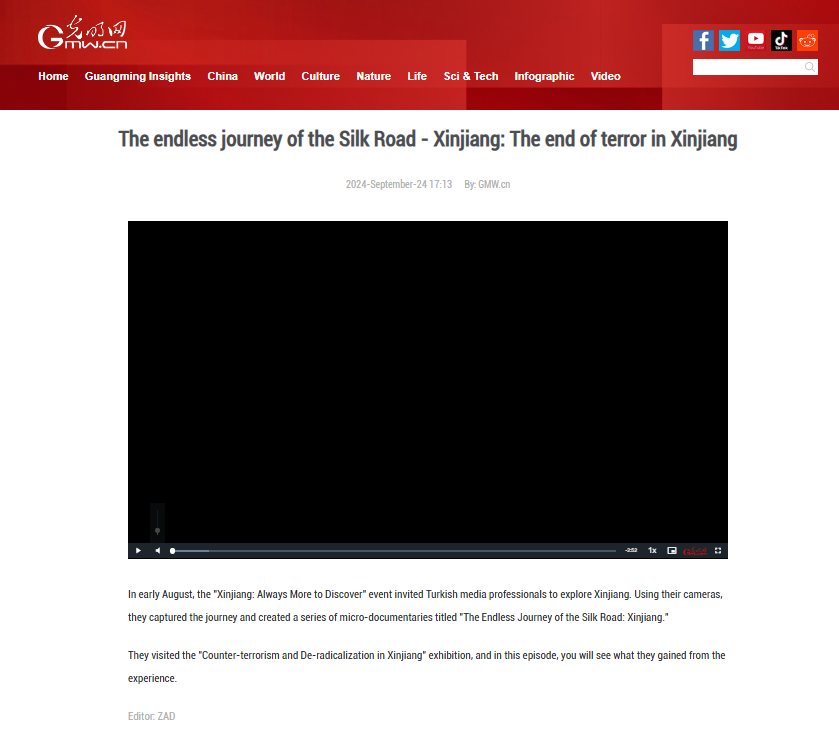 光明网
GMW.CN
YouTube
TikTok
Home Guangming Insights China World Culture Nature Life Sci & Tech Infographic Video
The endless journey of the Silk Road - Xinjiang: The end of terror in Xinjiang
2024-September-24 17:13 By: GMW.cn
-2:52 1x
In early August, the "Xinjiang: Always More to Discover" event invited Turkish media professionals to explore Xinjiang. Using their cameras,
they captured the journey and created a series of micro-documentaries titled "The Endless Journey of the Silk Road: Xinjiang."
They visited the "Counter-terrorism and De-radicalization in Xinjiang" exhibition, and in this episode, you will see what they gained from the
experience.
Editor: ZAD